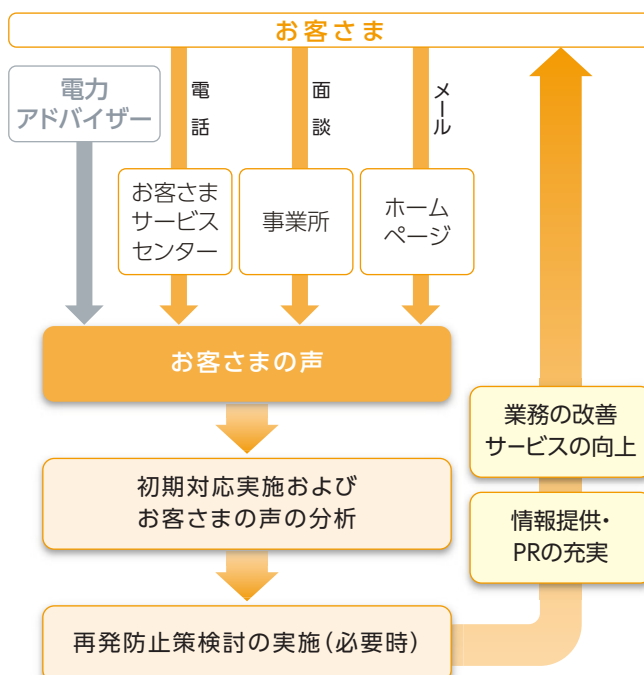 お客さま
電力
アドバイザー
電話
面談
メール
お客さま
サービス
センター
事業所
ホーム
ページ
お客さまの声
業務の改善
サービスの向上
初期対応実施および
お客さまの声の分析
情報提供・
PRの充実
再発防止策検討の実施(必要時)